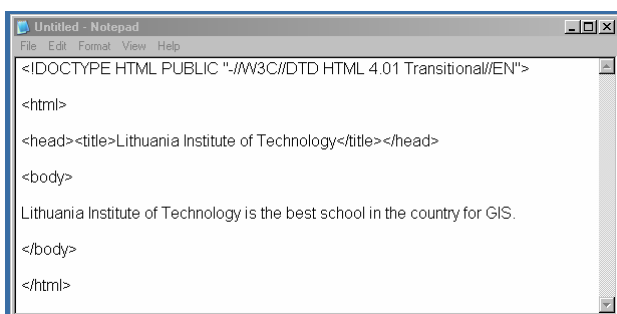 Untitled - Notepad
File Edit Format View Help
<!DOCTYPE HTML PUBLIC "-//W3C//DTD HTML 4.01 Transitional//EN">
<html>
<head><title>Lithuania Institute of Technology</title></head>
<body>
Lithuania Institute of Technology is the best school in the country for GIS.
</body>
</html>